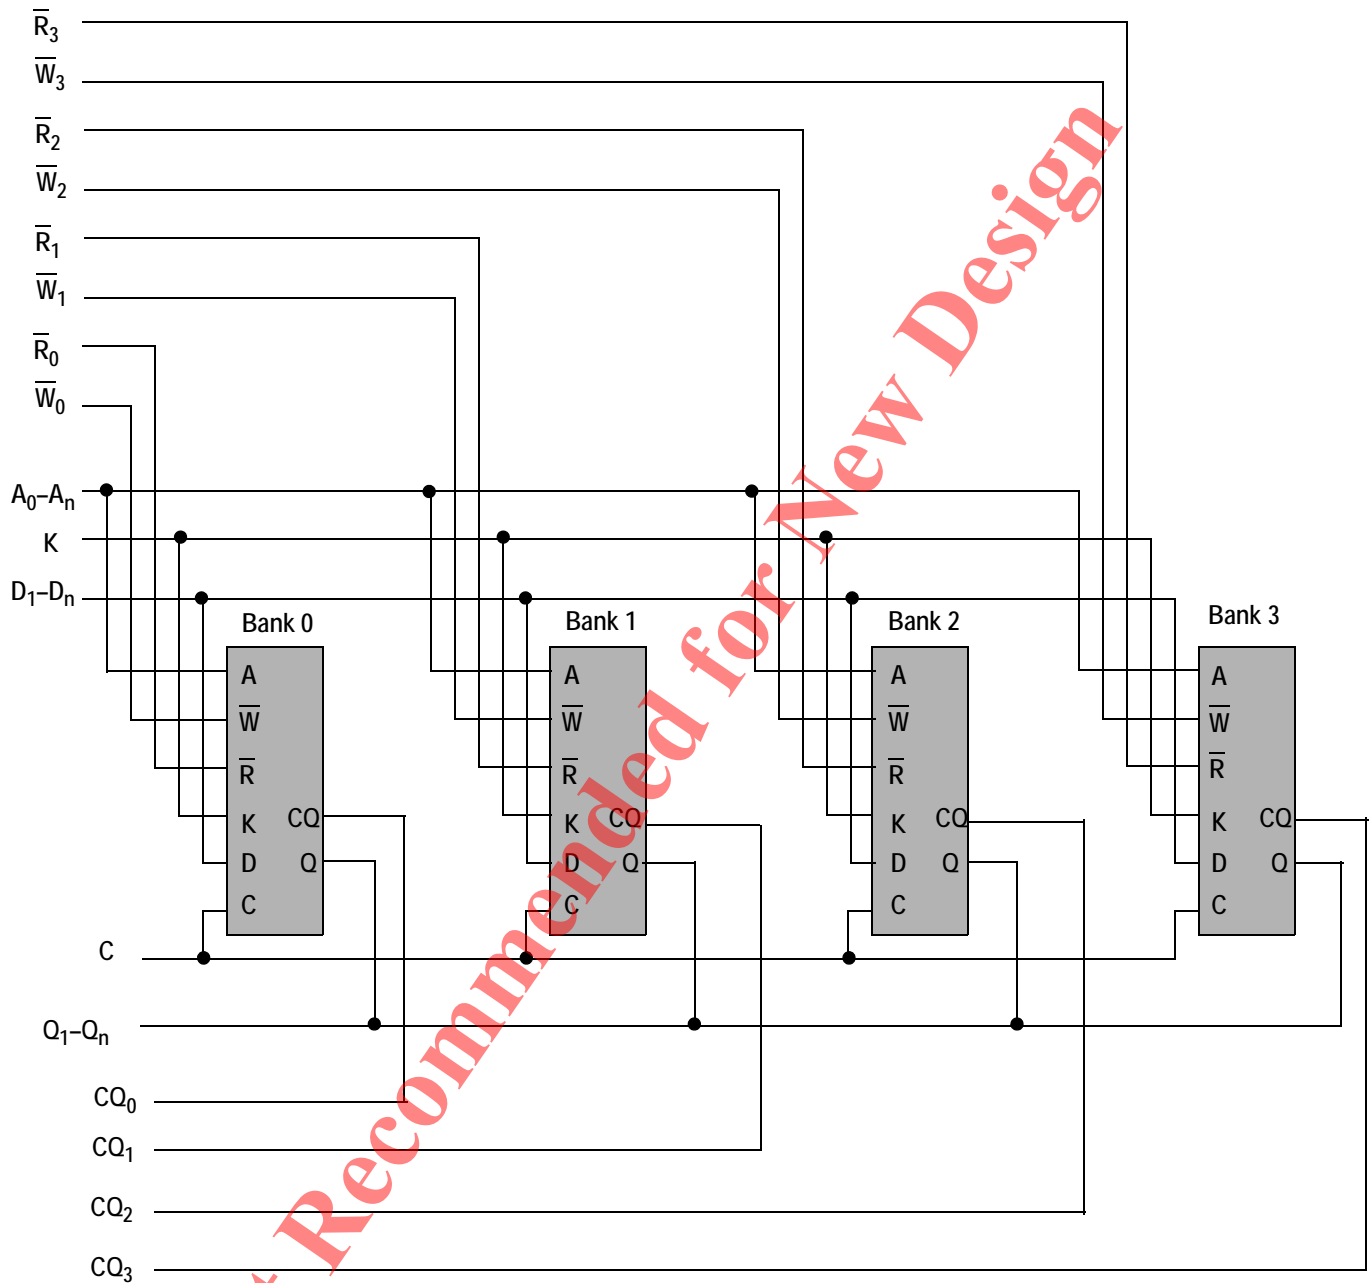 R̅3
W̅3
R̅2
W̅2
R̅1
W̅1
R̅0
W̅0
A0–An
K
D1–Dn
Bank 0
Bank 1
Bank 2
Bank 3
A
W̅
R̅
K
CQ
D
Q
C
A
W̅
R̅
K
CQ
D
Q
C
A
W̅
R̅
K
CQ
D
Q
C
A
W̅
R̅
K
CQ
D
Q
C
C
Q1–Qn
CQ0
CQ1
CQ2
CQ3
Recommended for New Design